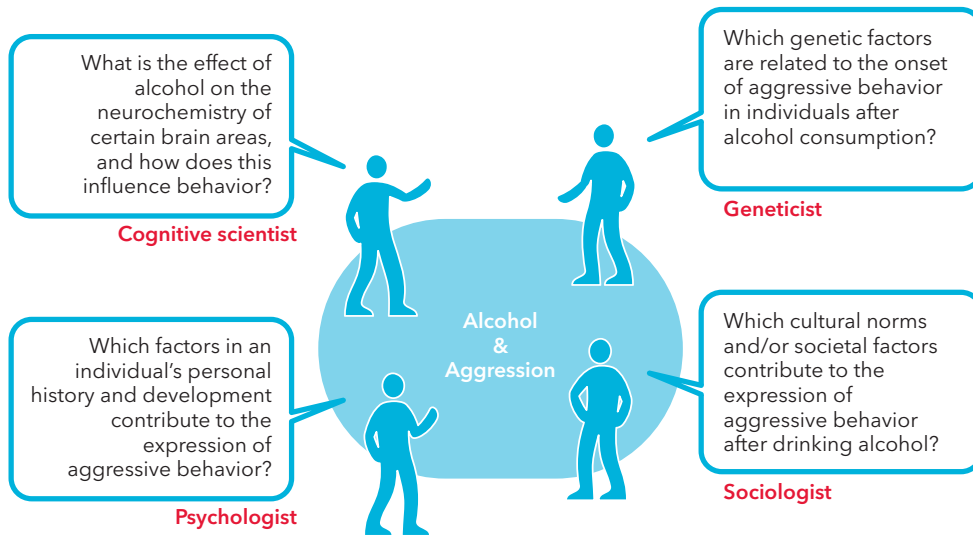 What is the effect of
alcohol on the
neurochemistry of
certain brain areas,
and how does this
influence behavior?
Cognitive scientist
Which genetic factors
are related to the onset
of aggressive behavior
in individuals after
alcohol consumption?
Geneticist
Alcohol
&
Aggression
Which factors in an
individual’s personal
history and development
contribute to the
expression of
aggressive behavior?
Psychologist
Which cultural norms
and/or societal factors
contribute to the
expression of
aggressive behavior
after drinking alcohol?
Sociologist